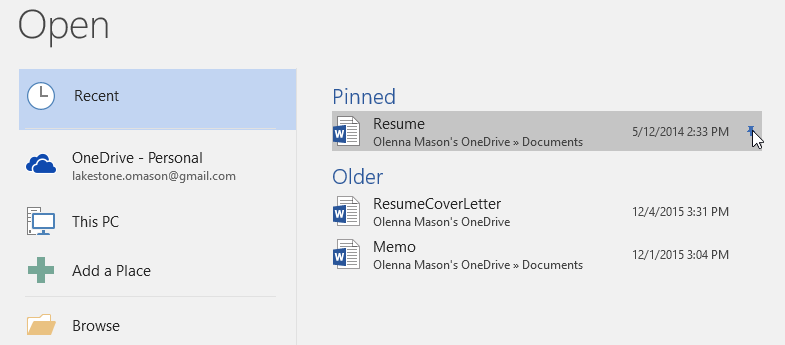 Open
Recent
OneDrive - Personal
lakestone.omason@gmail.com
This PC
Add a Place
Browse
Pinned
Resume
Olenna Mason's OneDrive » Documents
5/12/2014 2:33 PM
Older
ResumeCoverLetter
Olenna Mason's OneDrive
12/4/2015 3:31 PM
Memo
Olenna Mason's OneDrive » Documents
12/1/2015 3:04 PM